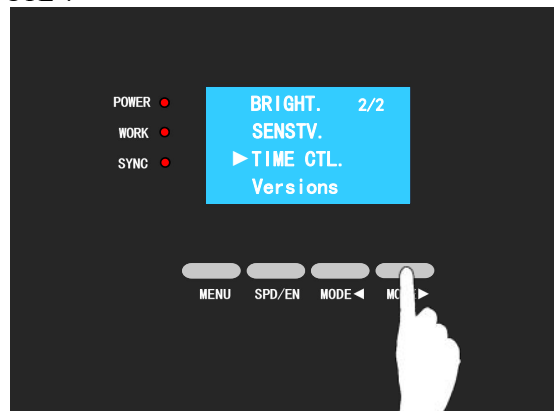 POWER
WORK
SYNC
BRIGHT. 2/2
SENSTV.
▶TIME CTL.
Versions
MENU SPD/EN MODE◀